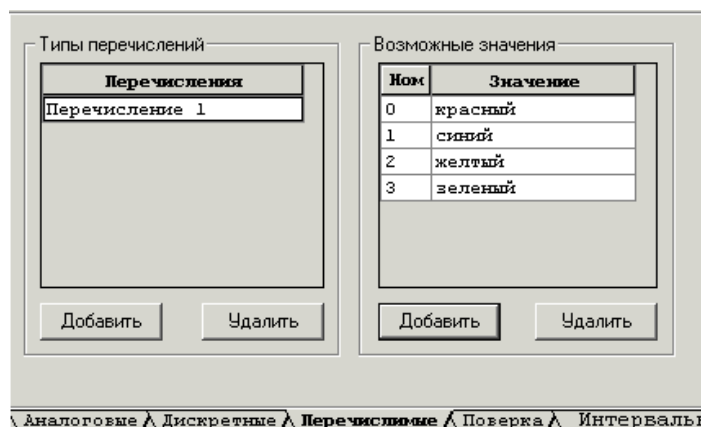 Типы перечислений
Перечисления
Перечисление 1
Добавить Удалить
Возможные значения
Ном Значение
0 красный
1 синий
2 желтый
3 зеленый
Добавить Удалить
Аналоговые Дискретные Перечислимые Поверка